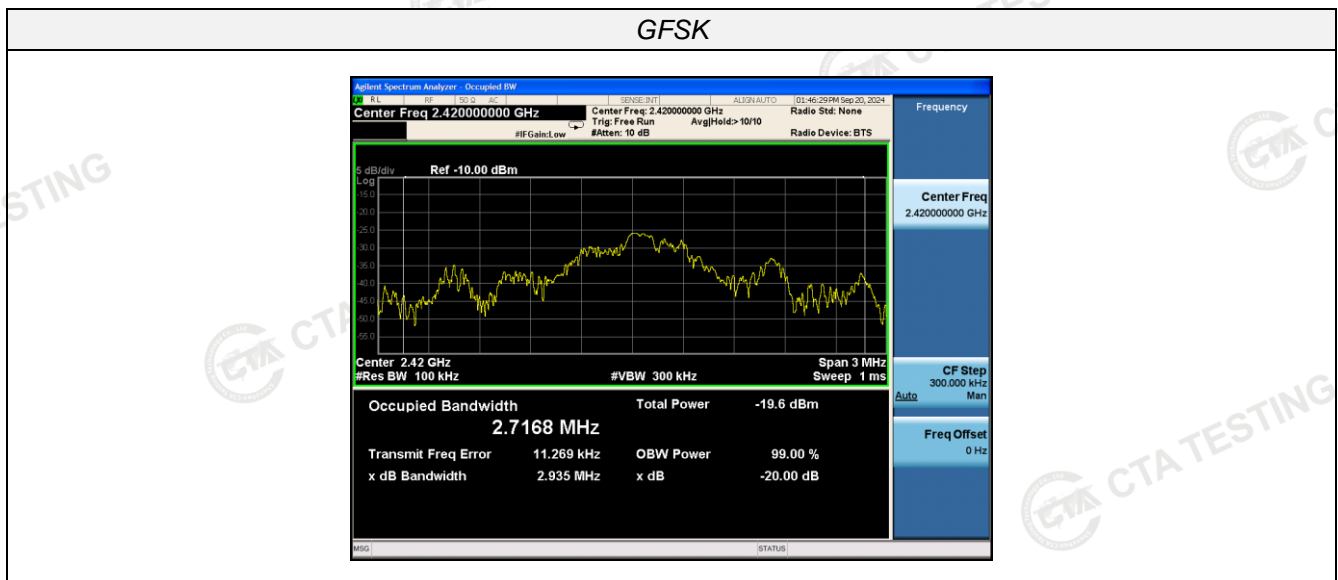 GFSK
Agilent Spectrum Analyzer - Occupied BW
RL RF 50 Ω AC SENSE:INT ALIGN AUTO 01:46:29 PM Sep 20, 2024
Center Freq 2.420000000 GHz
Center Freq: 2.420000000 GHz
Radio Std: None
Trig: Free Run Avg|Hold:> 10/10
#IFGain:Low
#Atten: 10 dB
Radio Device: BTS
5 dB/div Ref -10.00 dBm
Log
-15.0
-20.0
-25.0
-30.0
-35.0
-40.0
-45.0
-50.0
-55.0
Center 2.42 GHz Span 3 MHz
#Res BW 100 kHz #VBW 300 kHz Sweep 1 ms
Occupied Bandwidth Total Power -19.6 dBm
2.7168 MHz
Transmit Freq Error 11.269 kHz OBW Power 99.00 %
x dB Bandwidth 2.935 MHz x dB -20.00 dB
MSG STATUS
Frequency
Center Freq
2.420000000 GHz
CF Step
300.000 kHz
Auto Man
Freq Offset
0 Hz
STING
CTA
CTA C
CTA TESTING